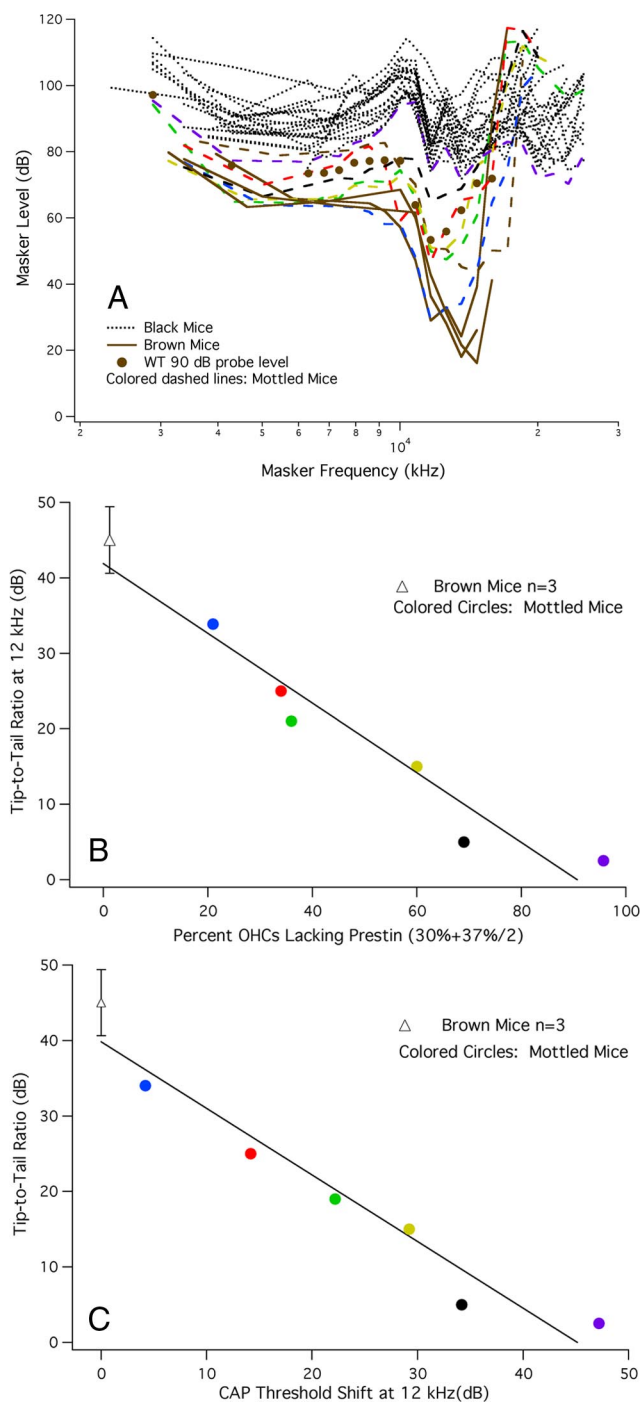 120
100
80
60
40
20
0
Masker Level (dB)
A
Black Mice
Brown Mice
WT 90 dB probe level
Colored dashed lines: Mottled Mice
2 3 4 5 6 7 8 9 10^4 2 3
Masker Frequency (kHz)
50
40
30
20
10
0
Tip-to-Tail Ratio at 12 kHz (dB)
Brown Mice n=3
Colored Circles: Mottled Mice
B
0 20 40 60 80 100
Percent OHCs Lacking Prestin (30%+37%/2)
50
40
30
20
10
0
Tip-to-Tail Ratio (dB)
Brown Mice n=3
Colored Circles: Mottled Mice
C
0 10 20 30 40 50
CAP Threshold Shift at 12 kHz(dB)